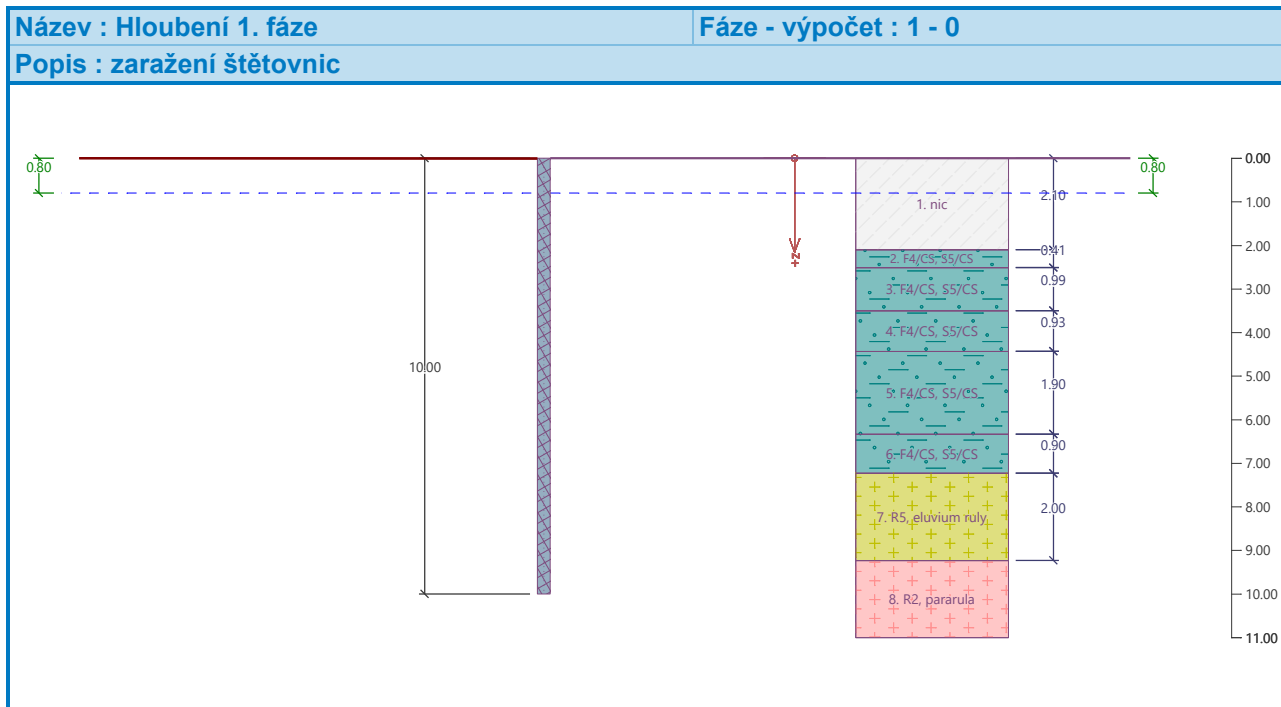 Název : Hloubení 1. fáze
Fáze - výpočet : 1 - 0
Popis : zaražení štětovnic
0.80
10.00
+z
1. nic
2. F4/CS, S5/CS
3. F4/CS, S5/CS
4. F4/CS, S5/CS
5. F4/CS, S5/CS
6. F4/CS, S5/CS
7. R5, eluvium ruly
8. R2, pararula
2.10
0.41
0.99
0.93
1.90
0.90
2.00
0.80
0.00
1.00
2.00
3.00
4.00
5.00
6.00
7.00
8.00
9.00
10.00
11.00